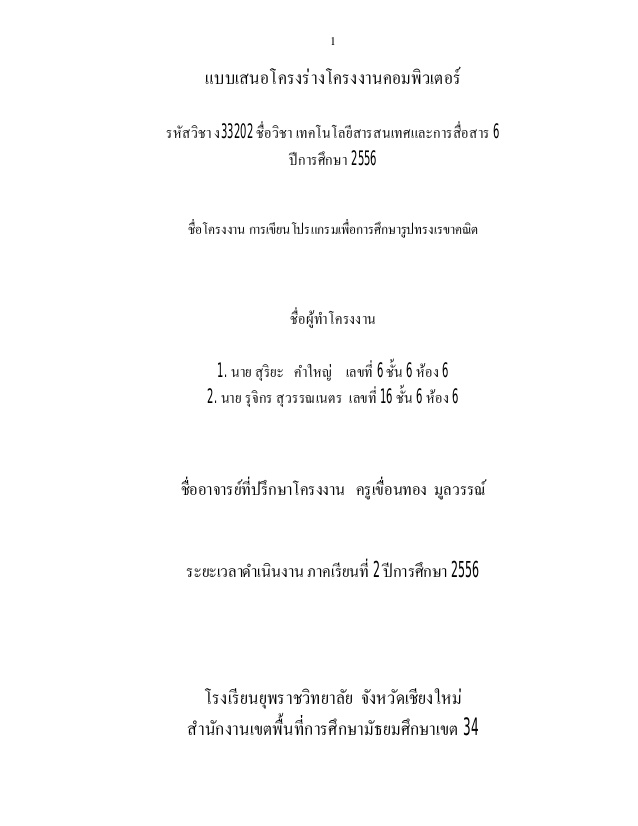 1
แบบเสนอโครงร่างโครงงานคอมพิวเตอร์
รหัสวิชา ง33202 ชื่อวิชา เทคโนโลยีสารสนเทศและการสื่อสาร 6
ปีการศึกษา 2556
ชื่อโครงงาน การเขียนโปรแกรมเพื่อการศึกษารูปทรงเรขาคณิต
ชื่อผู้ทำโครงงาน
1. นาย สุริยะ คำใหญ่ เลขที่ 6 ชั้น 6 ห้อง 6
2. นาย รุจิกร สุวรรณเนตร เลขที่ 16 ชั้น 6 ห้อง 6
ชื่ออาจารย์ที่ปรึกษาโครงงาน ครูเขื่อนทอง มูลวรรณ์
ระยะเวลาดำเนินงาน ภาคเรียนที่ 2 ปีการศึกษา 2556
โรงเรียนยุพราชวิทยาลัย จังหวัดเชียงใหม่
สำนักงานเขตพื้นที่การศึกษามัธยมศึกษาเขต 34